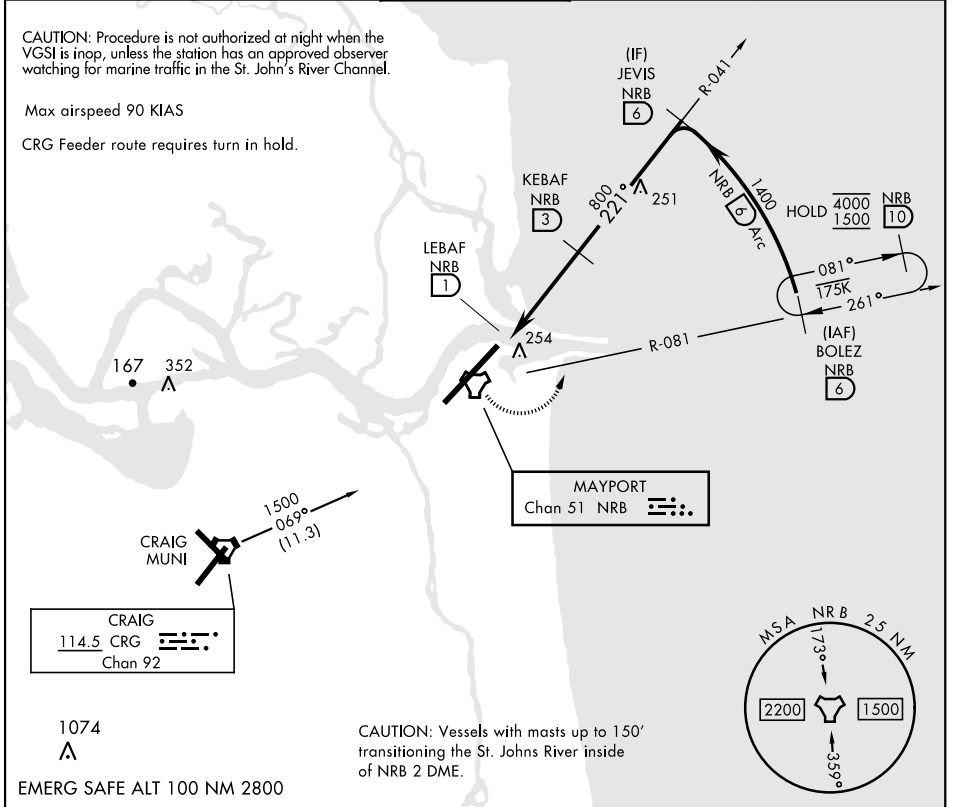 CAUTION: Procedure is not authorized at night when the
VGSI is inop, unless the station has an approved observer
watching for marine traffic in the St. John's River Channel.
Max airspeed 90 KIAS
CRG Feeder route requires turn in hold.
(IF)
JEVIS
NRB
6
R-041
KEBAF
NRB
3
800
221°
251
NRB 6 Arc
1400
HOLD 4000
1500
NRB
10
081°
175K
261°
LEBAF
NRB
1
254
R-081
(IAF)
BOLEZ
NRB
6
167
352
MAYPORT
Chan 51 NRB
1500
069°
(11.3)
CRAIG
MUNI
CRAIG
114.5 CRG
Chan 92
MSA NRB 25 NM
173°
2200
1500
359°
1074
CAUTION: Vessels with masts up to 150'
transitioning the St. Johns River inside
of NRB 2 DME.
EMERG SAFE ALT 100 NM 2800